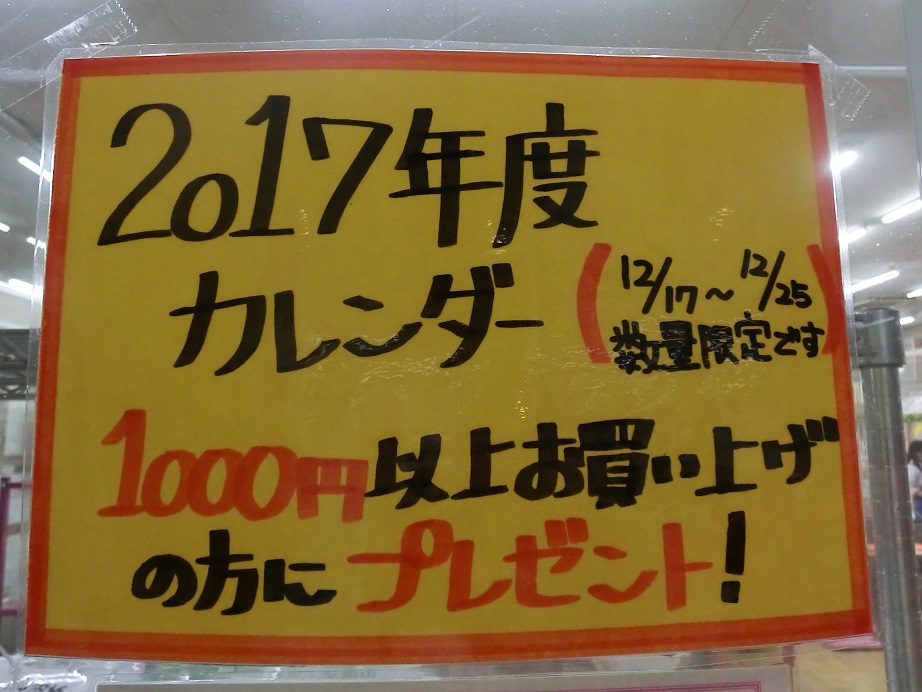 2017年度
カレンダー
(12/17〜12/25
数量限定です)
1000円以上お買い上げ
の方にプレゼント!